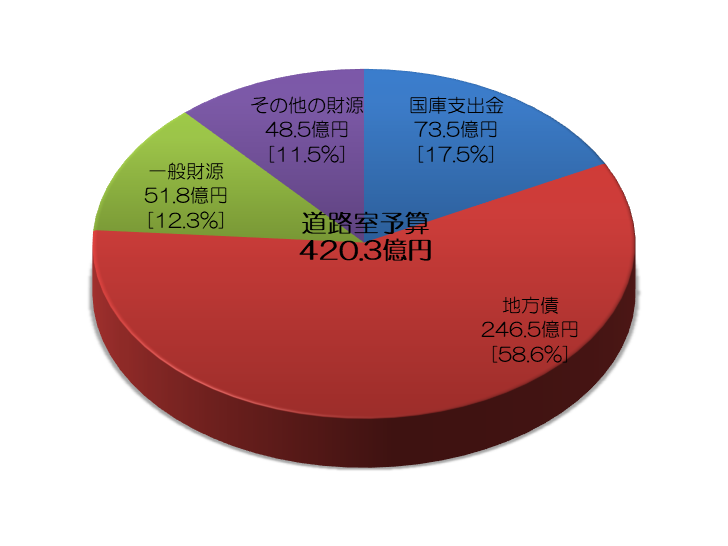 その他の財源
48.5億円
[11.5%]
国庫支出金
73.5億円
[17.5%]
一般財源
51.8億円
[12.3%]
道路室予算
420.3億円
地方債
246.5億円
[58.6%]